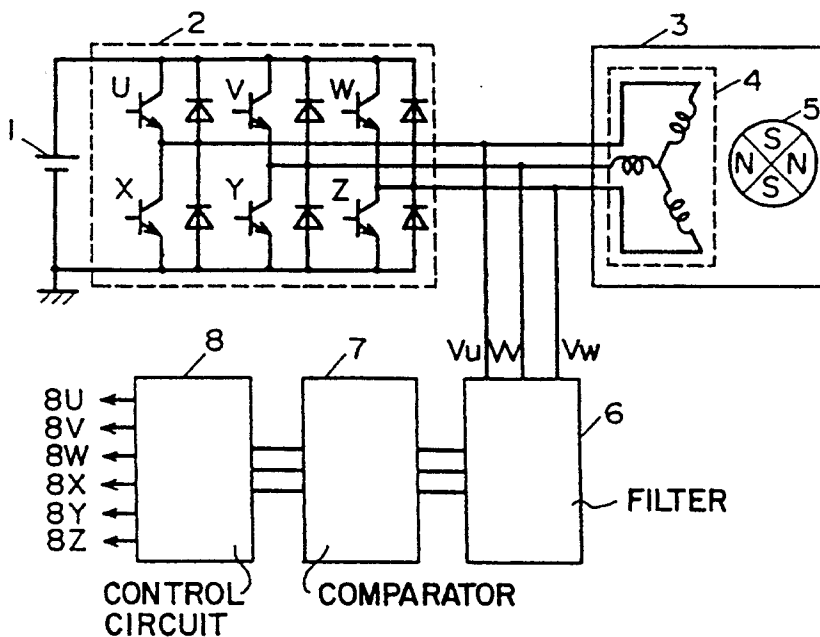 2
3
U
V
W
4
5
1
S
N
N
S
X
Y
Z
Vu
Vv
Vw
8
7
6
8U
8V
8W
8X
8Y
8Z
FILTER
CONTROL
CIRCUIT
COMPARATOR